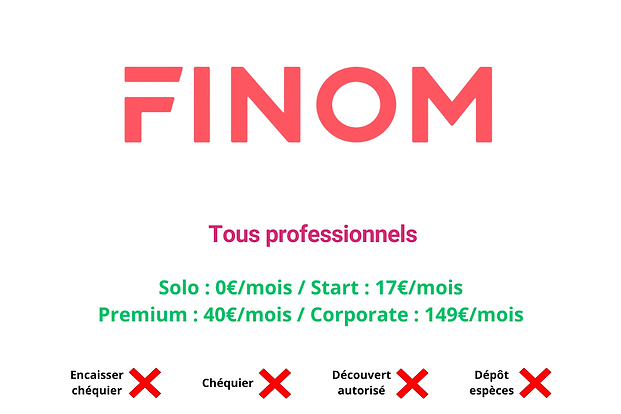 FINOM
Tous professionnels
Solo : 0€/mois / Start : 17€/mois
Premium : 40€/mois / Corporate : 149€/mois
Encaisser
chéquier
Chéquier
Découvert
autorisé
Dépôt
espèces